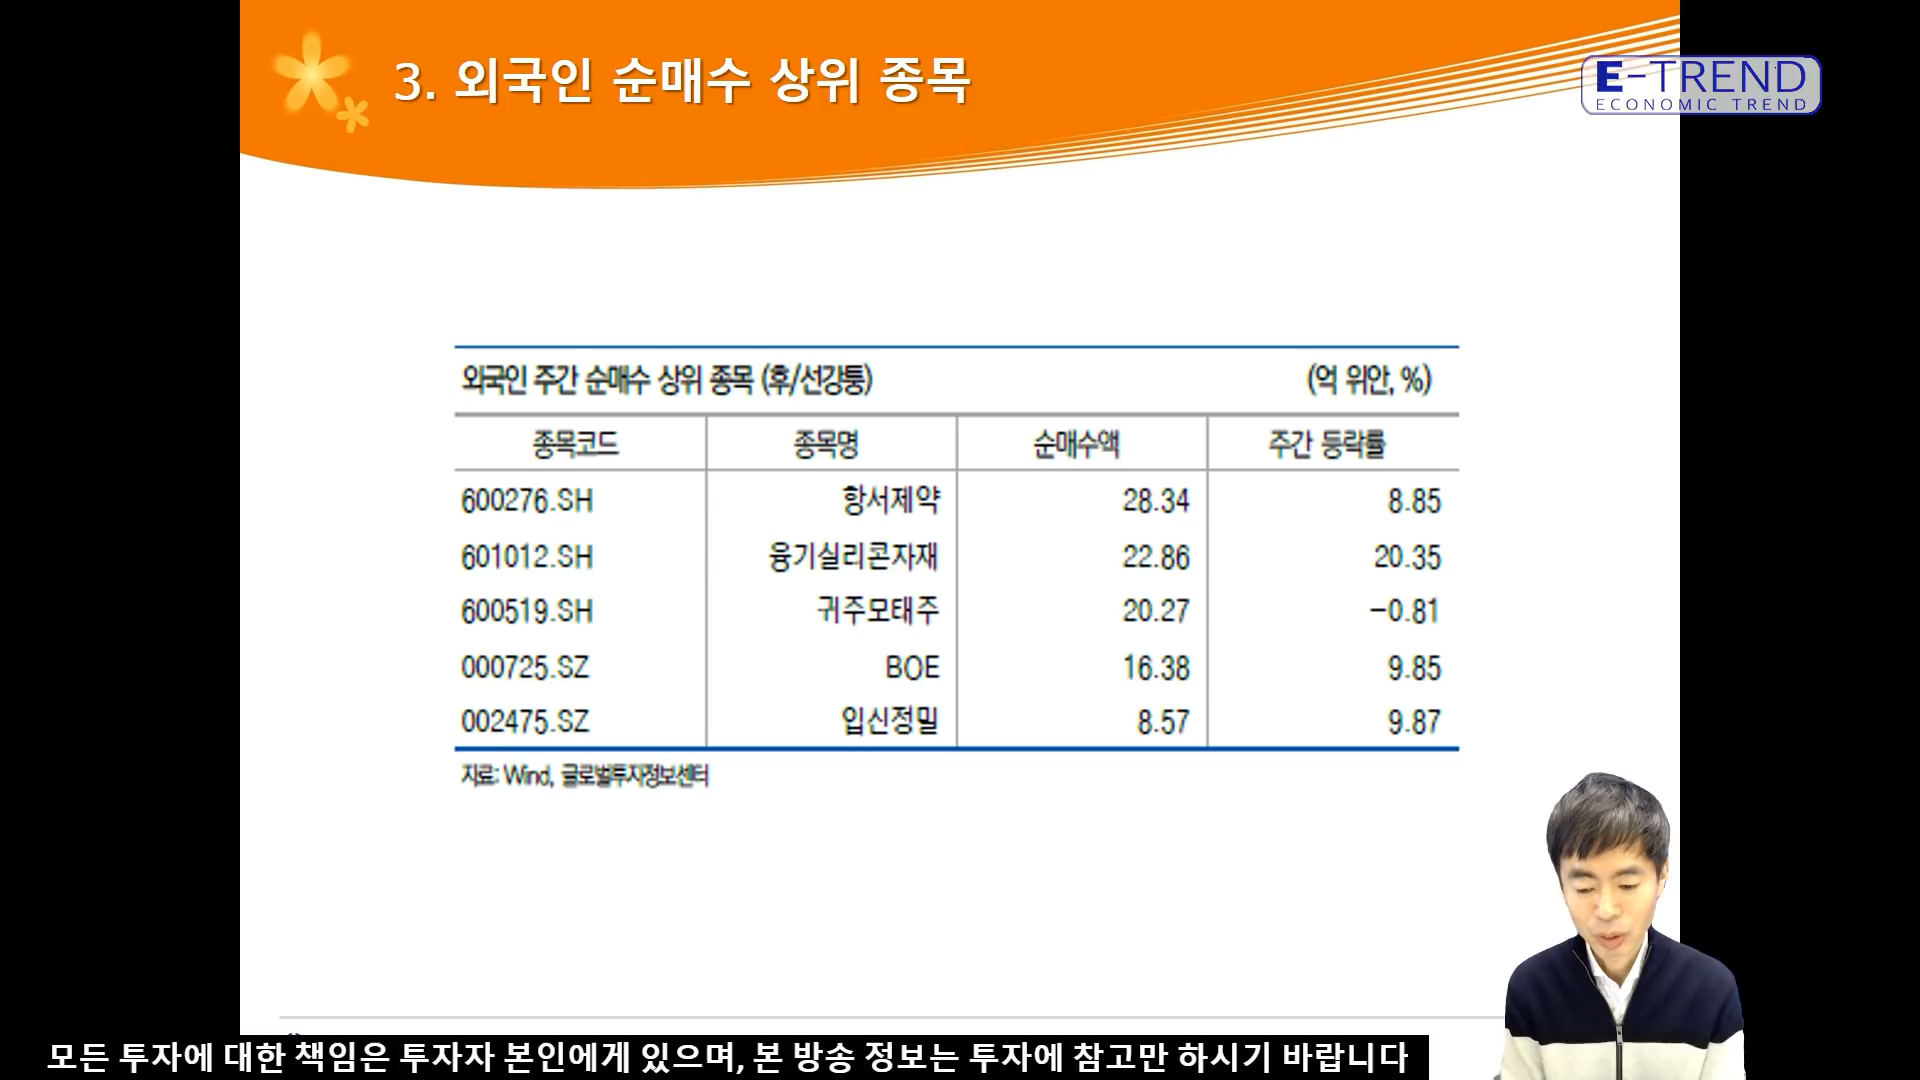 3. 외국인 순매수 상위 종목
E-TREND
ECONOMIC TREND
외국인 주간 순매수 상위 종목 (후/선강퉁) (억 위안, %)
종목코드 종목명 순매수액 주간 등락률
600276.SH 항서제약 28.34 8.85
601012.SH 융기실리콘자재 22.86 20.35
600519.SH 귀주모태주 20.27 -0.81
000725.SZ BOE 16.38 9.85
002475.SZ 입신정밀 8.57 9.87
자료: Wind, 글로벌투자정보센터
모든 투자에 대한 책임은 투자자 본인에게 있으며, 본 방송 정보는 투자에 참고만 하시기 바랍니다